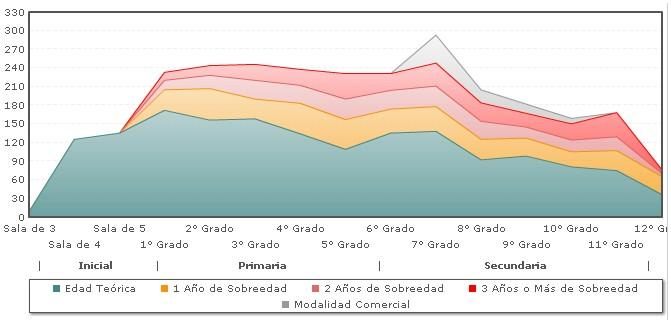 330
300
270
240
210
180
150
120
90
60
30
0
Sala de 3 Sala de 5 2° Grado 4° Grado 6° Grado 8° Grado 10° Grado 12° Gr
Sala de 4 1° Grado 3° Grado 5° Grado 7° Grado 9° Grado 11° Grado
| Inicial | Primaria | Secundaria |
Edad Teórica 1 Año de Sobreedad 2 Años de Sobreedad 3 Años o Más de Sobreedad
Modalidad Comercial